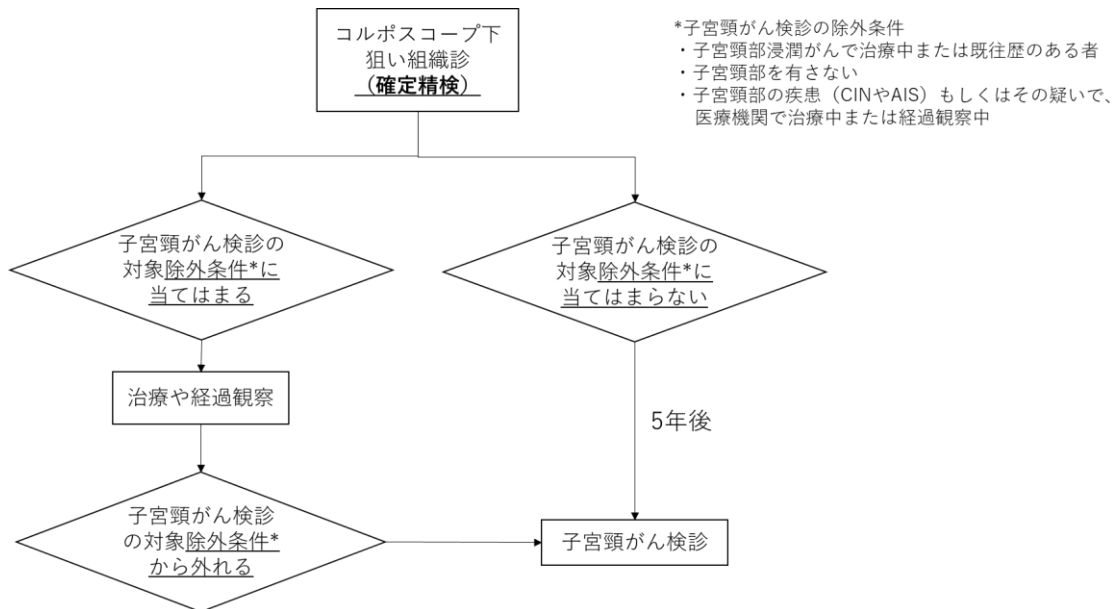 コルポスコープ下
狙い組織診
（確定精検）
*子宮頸がん検診の除外条件
・子宮頸部浸潤がんで治療中または既往歴のある者
・子宮頸部を有さない
・子宮頸部の疾患（CINやAIS）もしくはその疑いで、
医療機関で治療中または経過観察中
子宮頸がん検診の
対象除外条件*に
当てはまる
子宮頸がん検診の
対象除外条件*に
当てはまらない
治療や経過観察
5年後
子宮頸がん検診
の対象除外条件*
から外れる
子宮頸がん検診